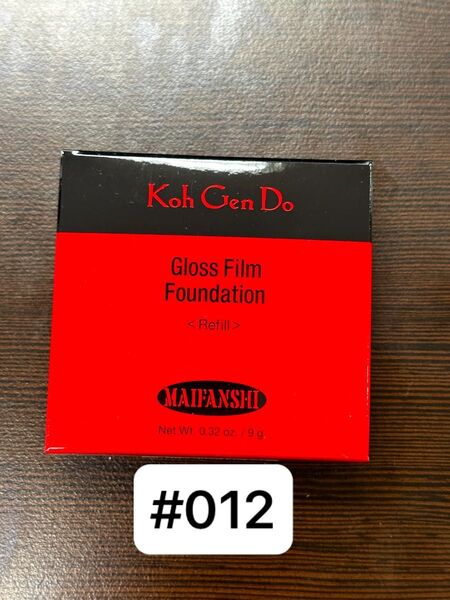 Koh Gen Do
Gloss Film
Foundation
< Refill >
MAIFANSHI
Net Wt. 0.32 oz. / 9 g
#012